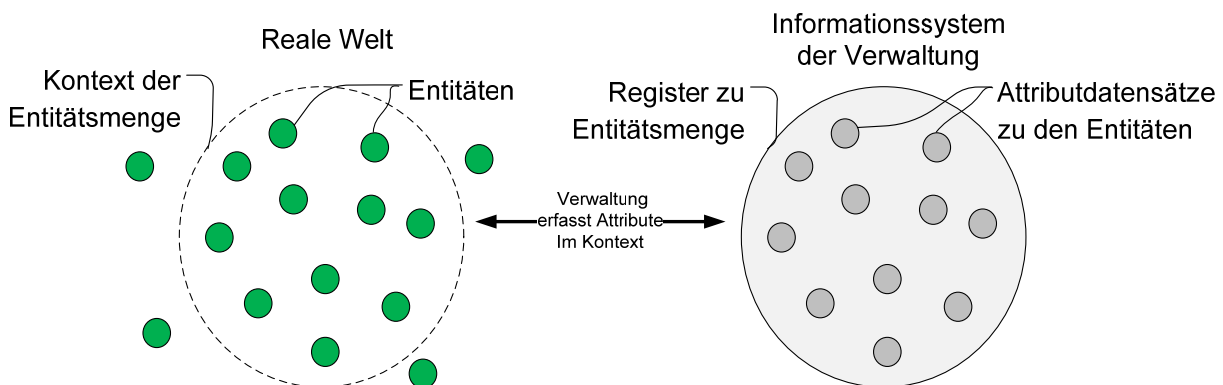 Reale Welt
Kontext der
Entitätsmenge
Entitäten
Verwaltung
erfasst Attribute
Im Kontext
Informationssystem
der Verwaltung
Register zu
Entitätsmenge
Attributdatensätze
zu den Entitäten